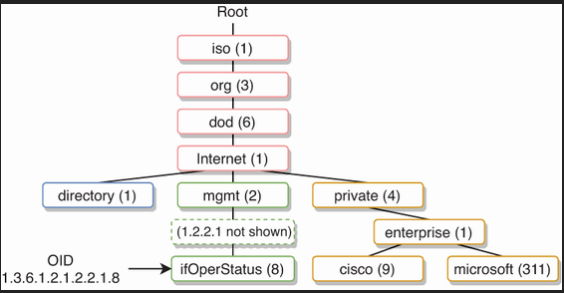 Root
iso (1)
org (3)
dod (6)
Internet (1)
directory (1)
mgmt (2)
private (4)
(1.2.2.1 not shown)
enterprise (1)
OID
1.3.6.1.2.1.2.2.1.8
ifOperStatus (8)
cisco (9)
microsoft (311)